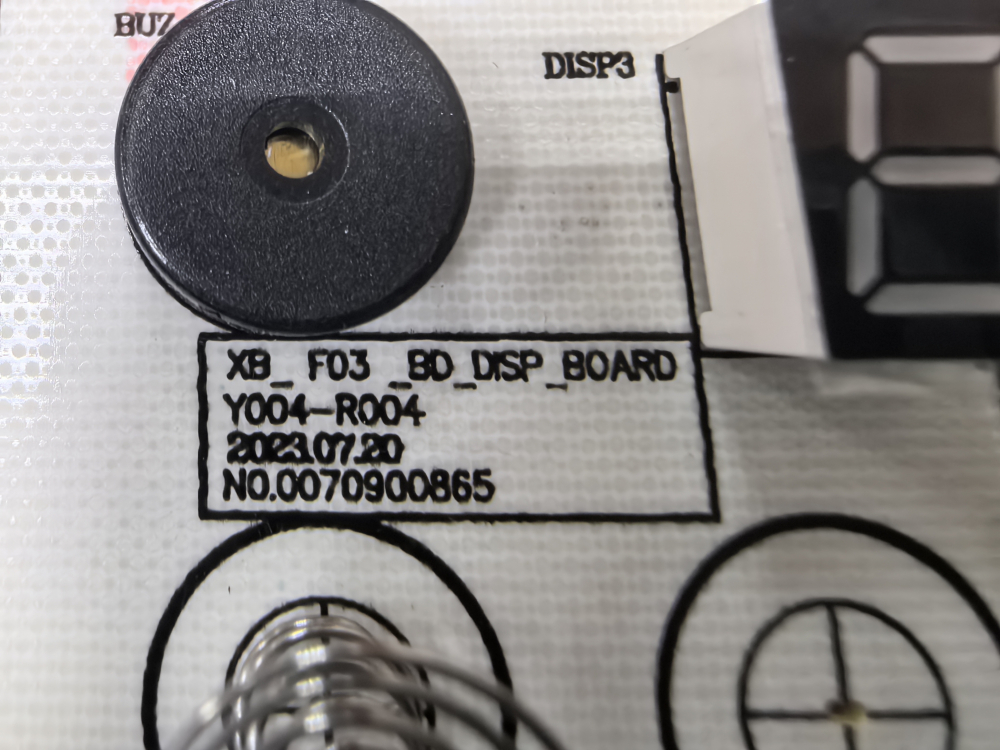 BUZ
DISP3
XB_ F03 _BD_DISP_BOARD
Y004-R004
2023.07.20
NO.0070900865